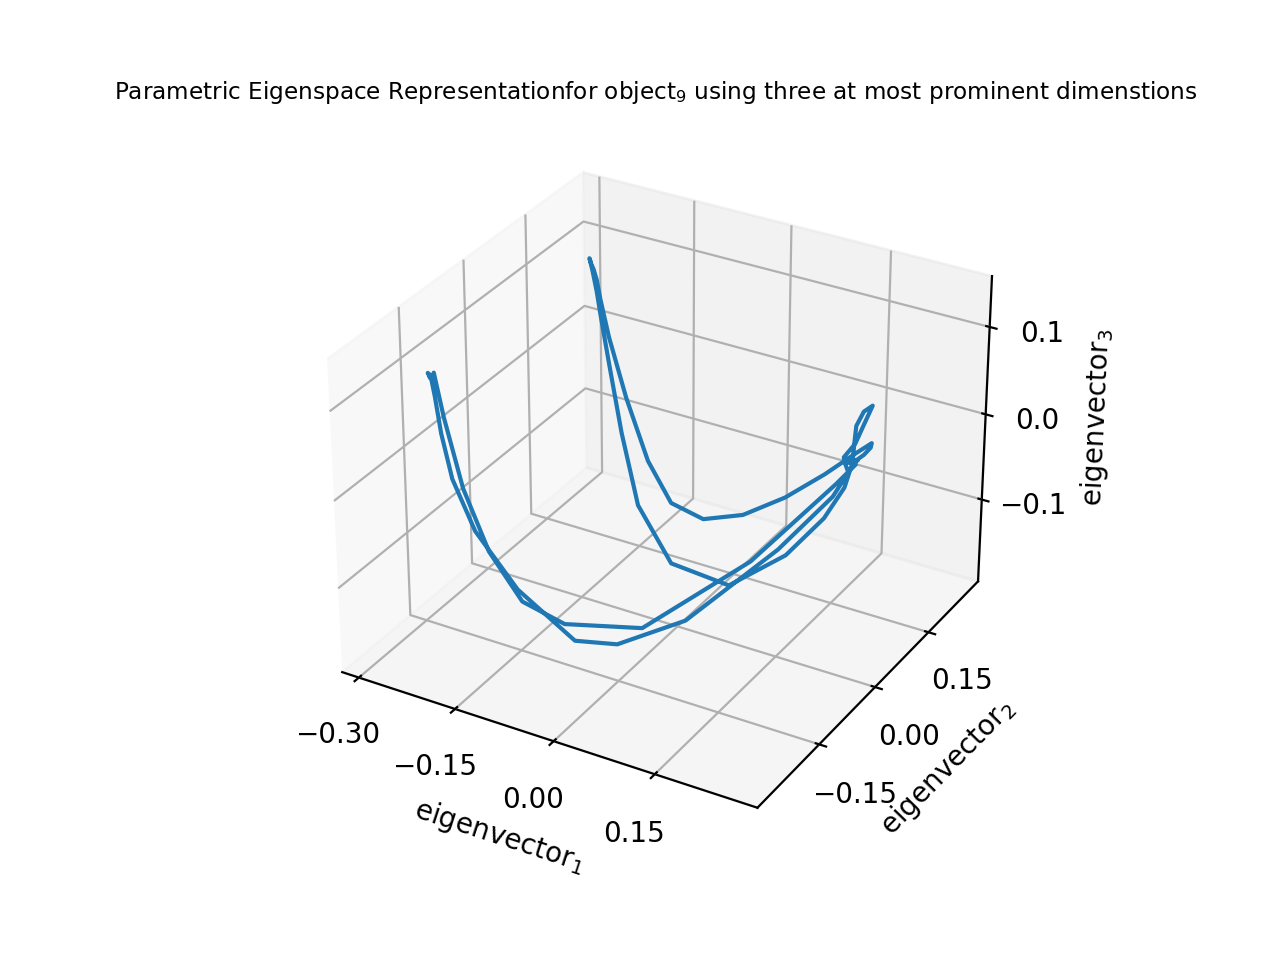 Parametric Eigenspace Representationfor object₉ using three at most prominent dimenstions
0.1
0.0
−0.1
eigenvector₃
0.15
0.00
−0.15
eigenvector₂
−0.30
−0.15
0.00
0.15
eigenvector₁